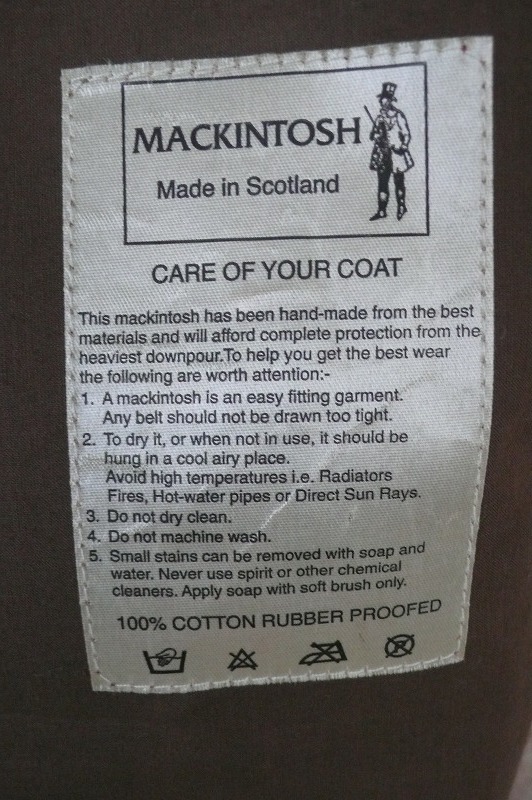 MACKINTOSH
Made in Scotland
CARE OF YOUR COAT
This mackintosh has been hand-made from the best
materials and will afford complete protection from the
heaviest downpour.To help you get the best wear
the following are worth attention:-
1. A mackintosh is an easy fitting garment.
Any belt should not be drawn too tight.
2. To dry it, or when not in use, it should be
hung in a cool airy place.
Avoid high temperatures i.e. Radiators
Fires, Hot-water pipes or Direct Sun Rays.
3. Do not dry clean.
4. Do not machine wash.
5. Small stains can be removed with soap and
water. Never use spirit or other chemical
cleaners. Apply soap with soft brush only.
100% COTTON RUBBER PROOFED